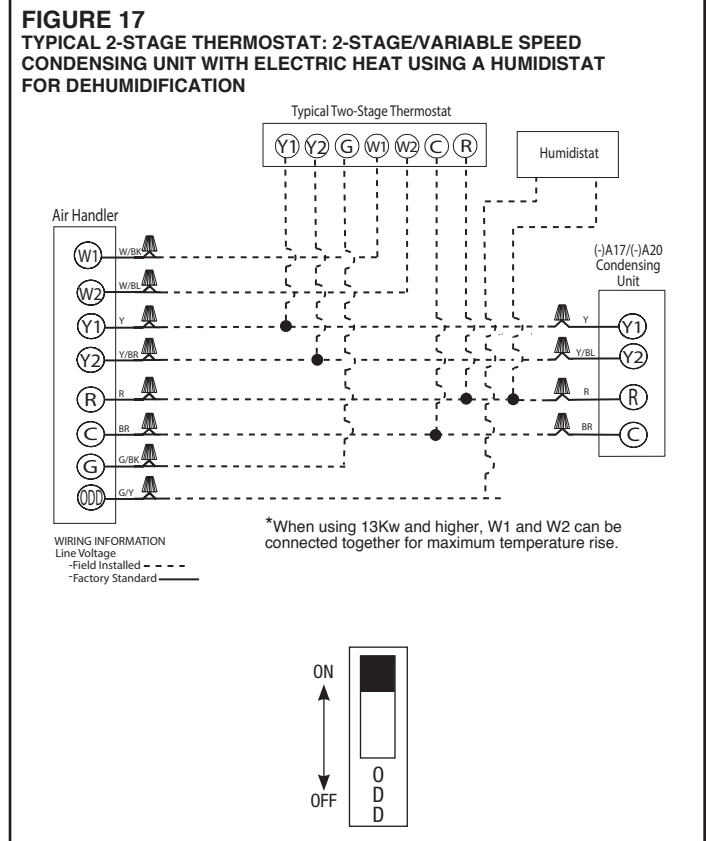 FIGURE 17
TYPICAL 2-STAGE THERMOSTAT: 2-STAGE/VARIABLE SPEED
CONDENSING UNIT WITH ELECTRIC HEAT USING A HUMIDISTAT
FOR DEHUMIDIFICATION
Typical Two-Stage Thermostat
Y1 Y2 G W1 W2 C R
Humidistat
Air Handler
(-)A17/(-)A20
Condensing
Unit
W1 W/BK
W2 W/BL
Y1 Y Y Y1
Y2 Y/BR Y/BL Y2
R R R R
C BR BR C
G G/BK
ODD G/Y
*When using 13Kw and higher, W1 and W2 can be
connected together for maximum temperature rise.
WIRING INFORMATION
Line Voltage
-Field Installed
-Factory Standard
ON
OFF
O
D
D